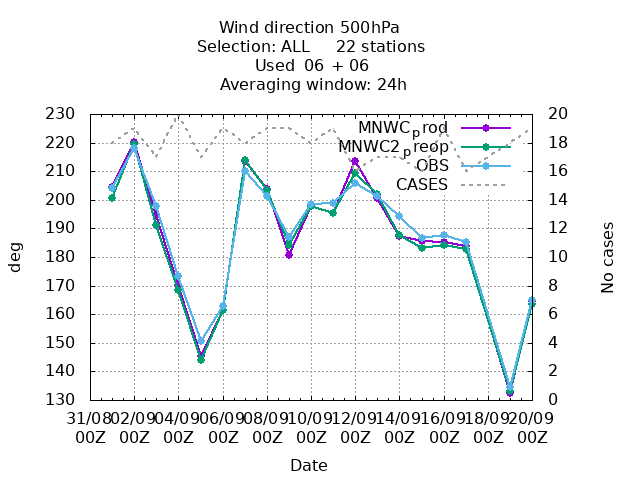 Wind direction 500hPa
Selection: ALL 22 stations
Used 06 + 06
Averaging window: 24h
230 20
220 18
210 16
200 14
190 12
180 10
170 8
160 6
150 4
140 2
130 0
MNWC_prod
MNWC2_preop
OBS
CASES
deg
No cases
31/08 02/09 04/09 06/09 08/09 10/09 12/09 14/09 16/09 18/09 20/09
00Z 00Z 00Z 00Z 00Z 00Z 00Z 00Z 00Z 00Z 00Z
Date